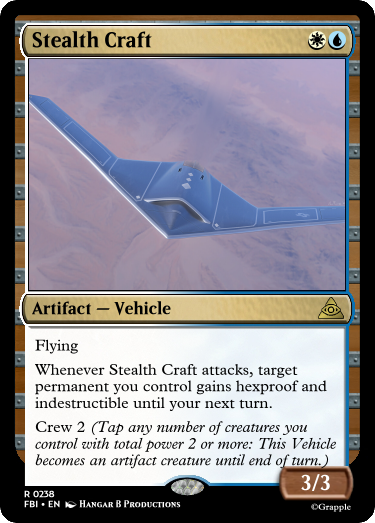 Stealth Craft
Artifact — Vehicle
Flying
Whenever Stealth Craft attacks, target
permanent you control gains hexproof and
indestructible until your next turn.
Crew 2 (Tap any number of creatures you
control with total power 2 or more: This Vehicle
becomes an artifact creature until end of turn.)
3/3
R 0238
FBI • EN Hangar B Productions
©Grapple